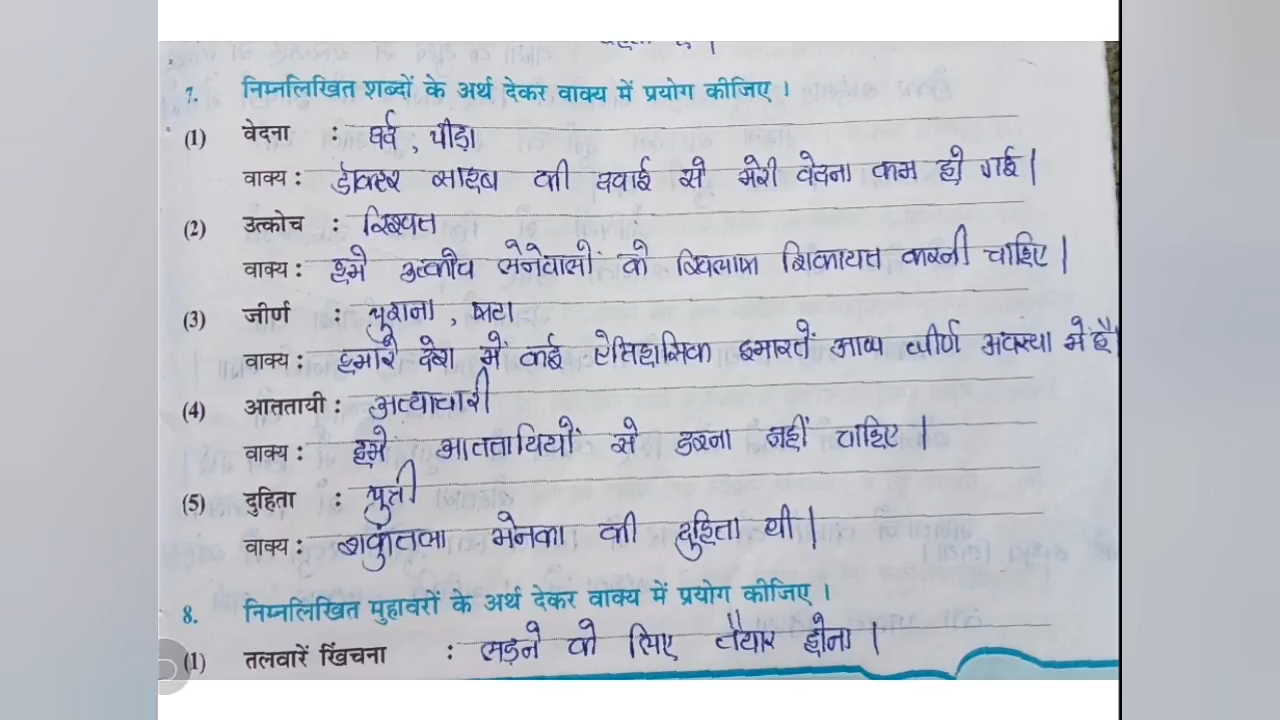 7. निम्नलिखित शब्दों के अर्थ देकर वाक्य में प्रयोग कीजिए ।
(1) वेदना : दर्द , पीड़ा
वाक्य : डॉक्टर साहब की दवाई से मेरी वेदना कम हो गई |
(2) उत्कोच : रिश्वत
वाक्य : हमे उत्कोच लेनेवालों के खिलाफ शिकायत करनी चाहिए |
(3) जीर्ण : पुराना , फटा
वाक्य : हमारे देश में कई ऐतिहासिक इमारतें आज जीर्ण अवस्था में है
(4) आततायी : अत्याचारी
वाक्य : हमे आततायियों से डरना नहीं चाहिए |
(5) दुहिता : पुत्री
वाक्य : शकुंतला मेनका की दुहिता थी |
8. निम्नलिखित मुहावरों के अर्थ देकर वाक्य में प्रयोग कीजिए ।
(1) तलवारें खिंचना : लड़ने के लिए तैयार होना |